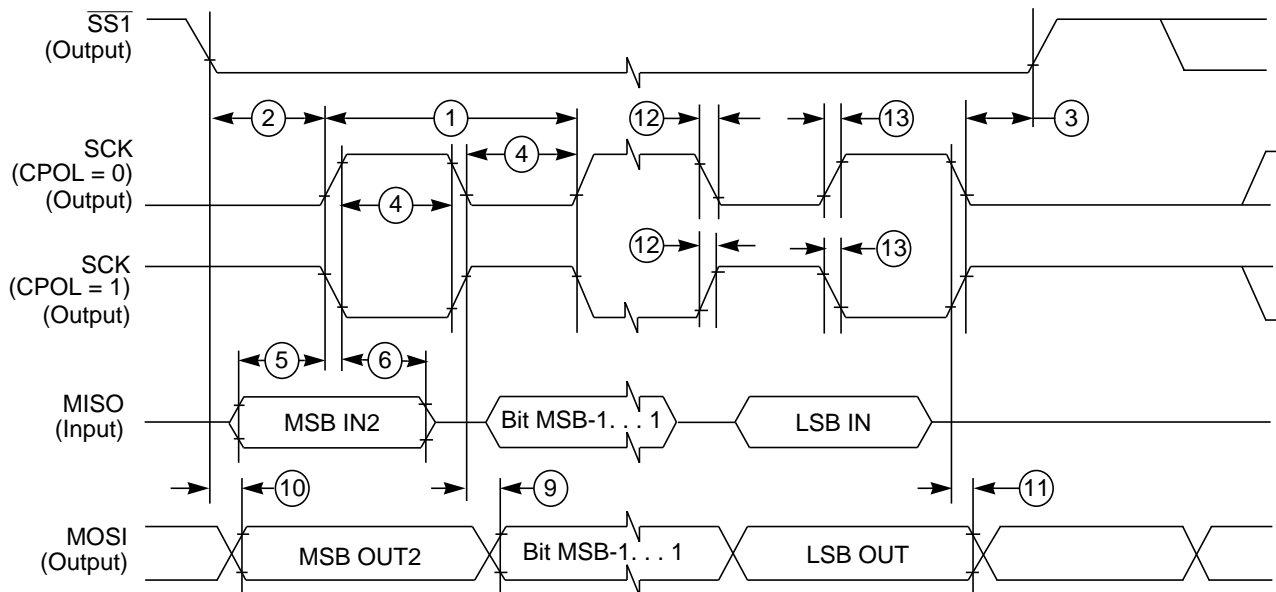 SS1
(Output)
2
1
12
13
3
SCK
(CPOL = 0)
(Output)
4
4
SCK
(CPOL = 1)
(Output)
12
13
5
6
MISO
(Input)
MSB IN2
Bit MSB-1. . . 1
LSB IN
10
9
11
MOSI
(Output)
MSB OUT2
Bit MSB-1. . . 1
LSB OUT